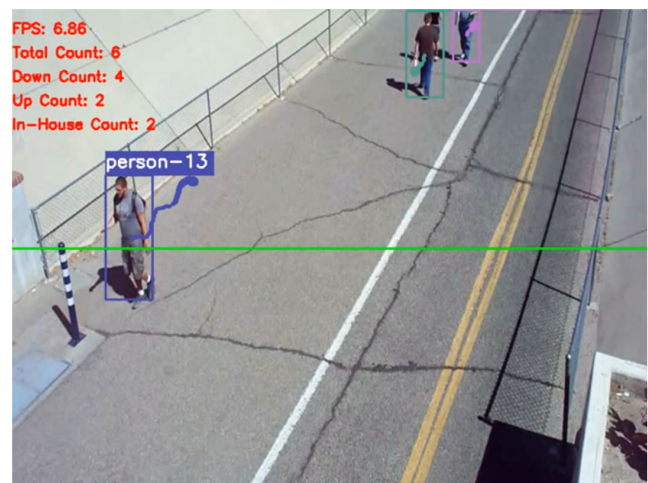 FPS: 6.86
Total Count: 6
Down Count: 4
Up Count: 2
In-House Count: 2
person-13